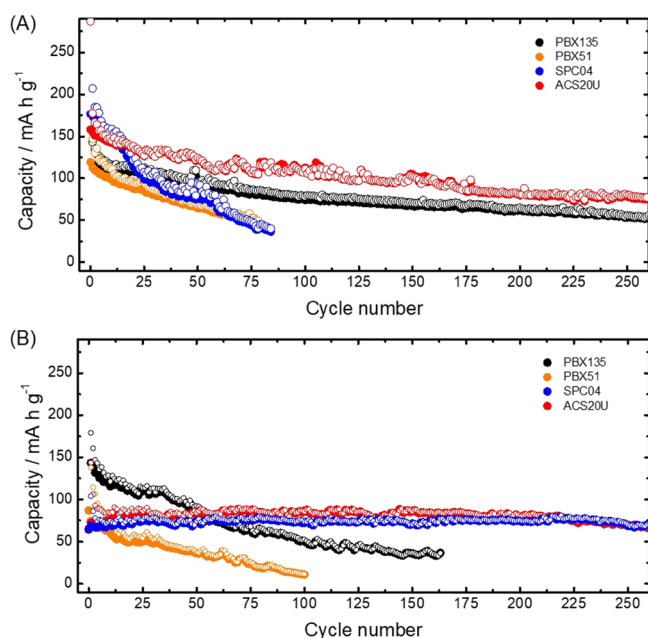 (A)
250
200
150
100
50
0
Capacity / mA h g⁻¹
PBX135
PBX51
SPC04
ACS20U
0 25 50 75 100 125 150 175 200 225 250
Cycle number
(B)
250
200
150
100
50
0
Capacity / mA h g⁻¹
PBX135
PBX51
SPC04
ACS20U
0 25 50 75 100 125 150 175 200 225 250
Cycle number